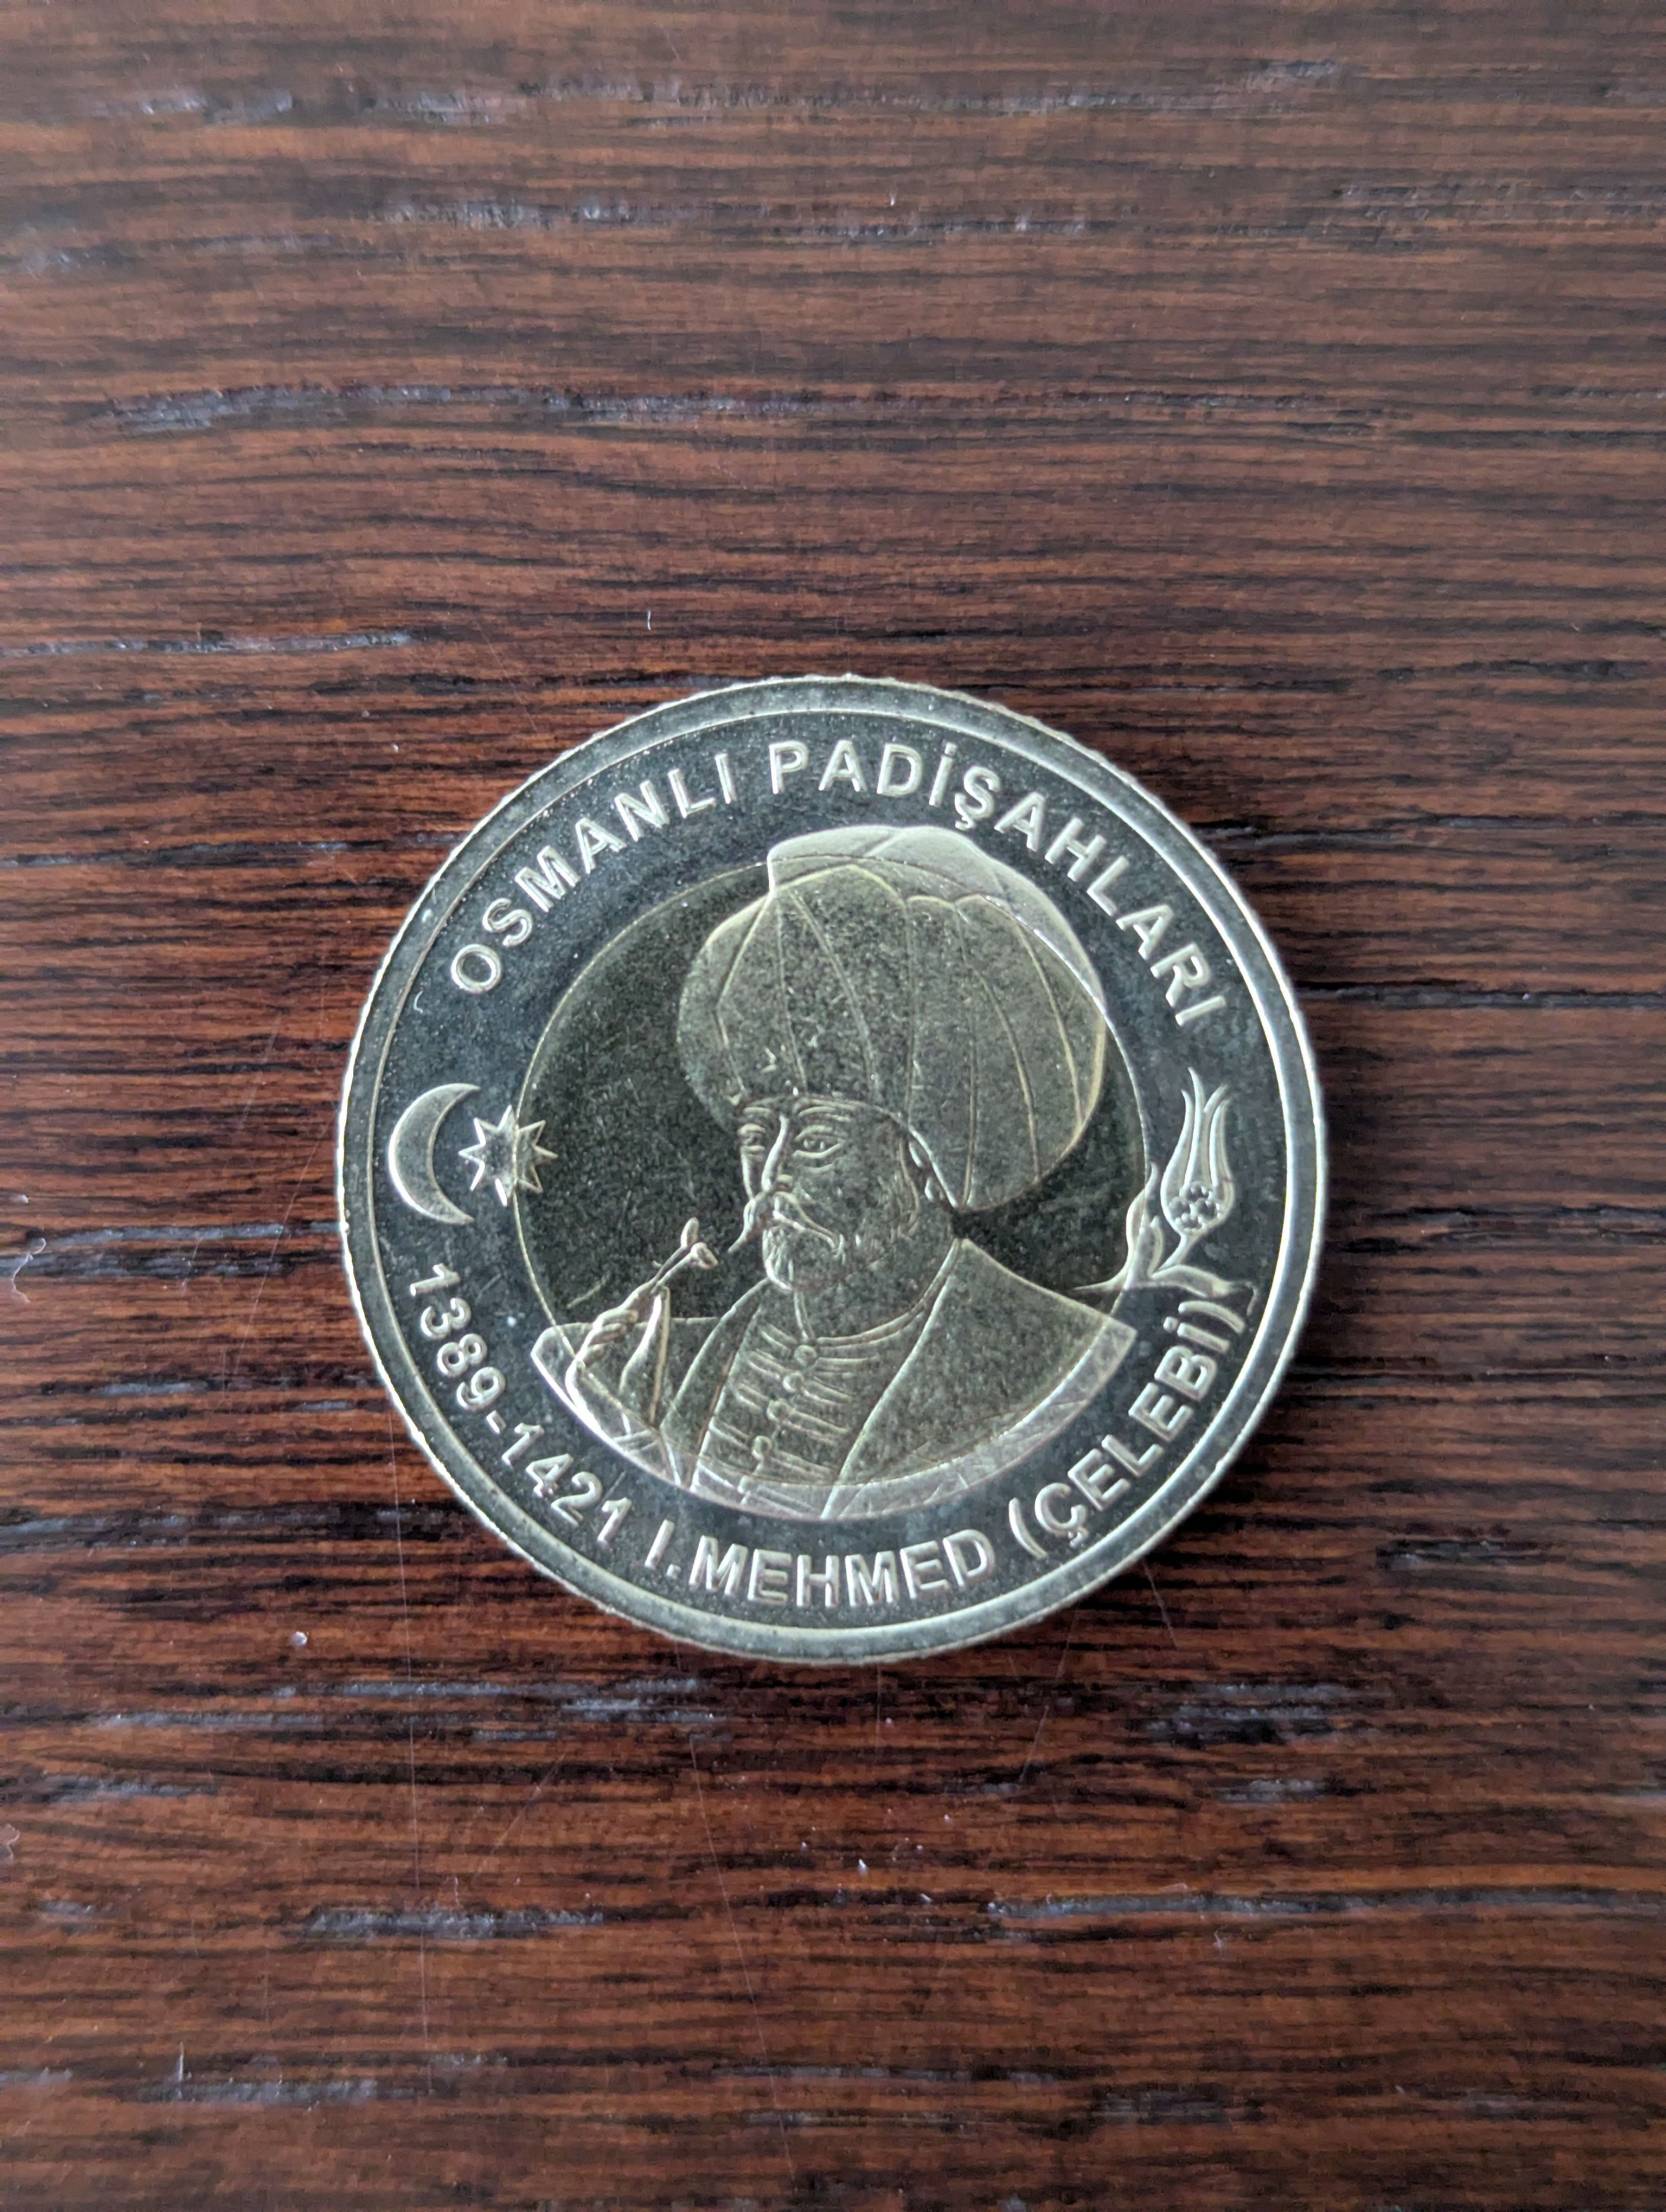 OSMANLI PADİŞAHLARI
1389-1421 I.MEHMED (ÇELEBİ)